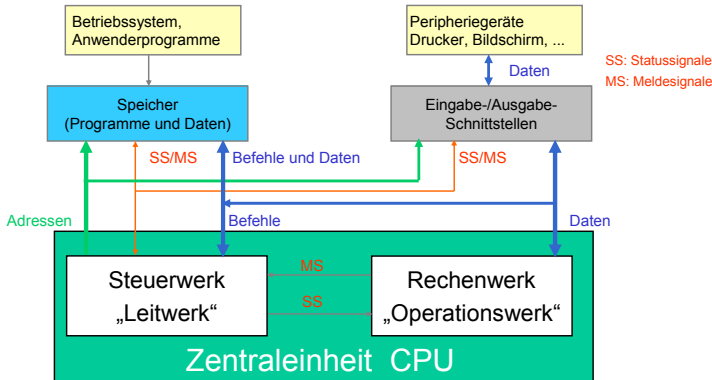 Betriebssystem,
Anwenderprogramme
Peripheriegeräte
Drucker, Bildschirm, ...
SS: Statussignale
MS: Meldesignale
Daten
Speicher
(Programme und Daten)
Eingabe-/Ausgabe-
Schnittstellen
SS/MS
Befehle und Daten
SS/MS
Adressen
Befehle
Daten
Steuerwerk
„Leitwerk“
MS
SS
Rechenwerk
„Operationswerk“
Zentraleinheit CPU